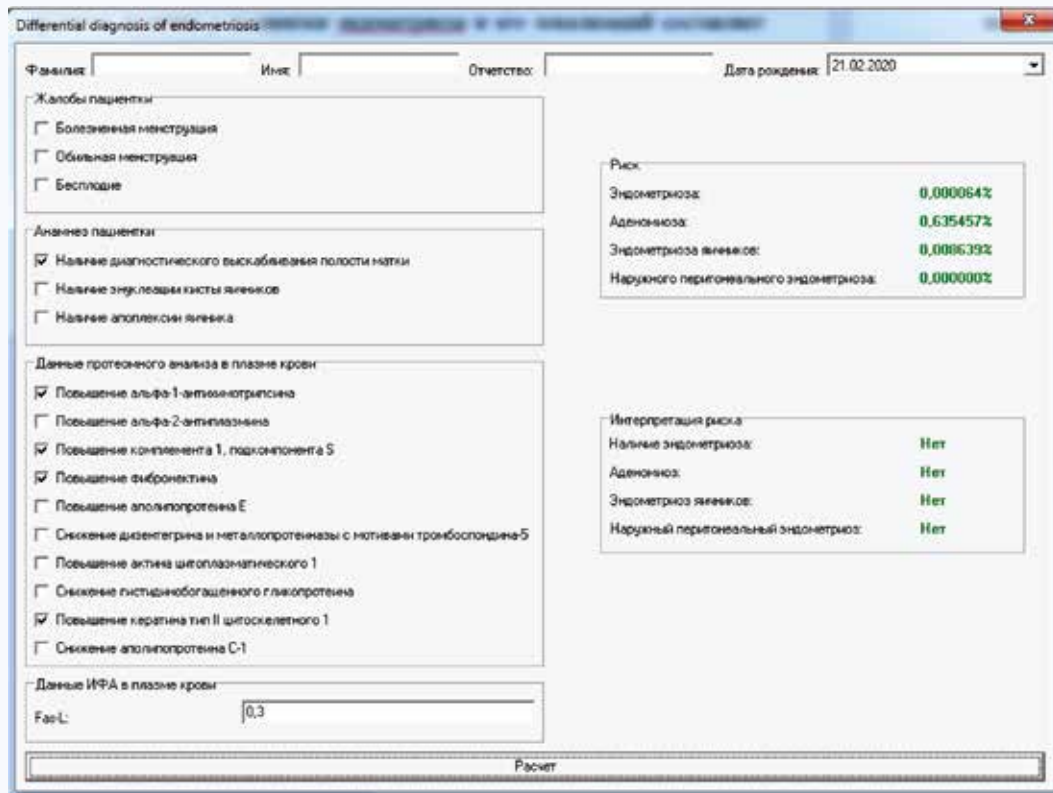 Differential diagnosis of endometriosis
Фамилия: Имя: Отчетство: Дата рождения: 21.02.2020
Жалобы пациентки
Болезненная менструация
Обильная менструация
Бесплодие
Анамнез пациентки
Наличие диагностического выскабливания полости матки
Наличие энуклеации кисты яичников
Наличие апоплексии яичника
Данные протеомного анализа в плазме крови
Повышение альфа-1-антихимотрипсина
Повышение альфа-2-антиплазмина
Повышение комплемента 1, подкомпонента S
Повышение фибронектина
Повышение аполипопротеина E
Снижение дизентегрина и металлопротеиназы с мотивами тромбоспондина-5
Повышение актина цитоплазматического 1
Снижение гистидинобогащенного гликопротеина
Повышение кератина тип II цитоскелетного 1
Снижение аполипопротеина C-1
Данные ИФА в плазме крови
Fas-L: 0,3
Риск
Эндометриоза: 0,000064%
Аденомиоза: 0,635457%
Эндометриоза яичников: 0,008639%
Наружного перитонеального эндометриоза: 0,000000%
Интерпретация риска
Наличие эндометриоза: Нет
Аденомиоз: Нет
Эндометриоз яичников: Нет
Наружный перитонеальный эндометриоз: Нет
Расчет